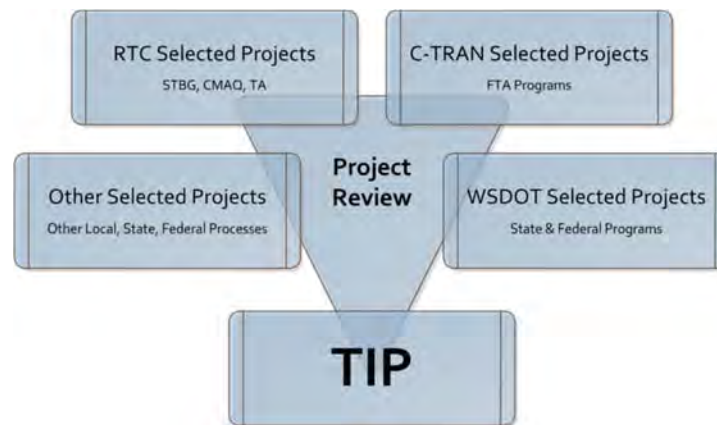 RTC Selected Projects
STBG, CMAQ, TA
C-TRAN Selected Projects
FTA Programs
Project
Review
Other Selected Projects
Other Local, State, Federal Processes
WSDOT Selected Projects
State & Federal Programs
TIP